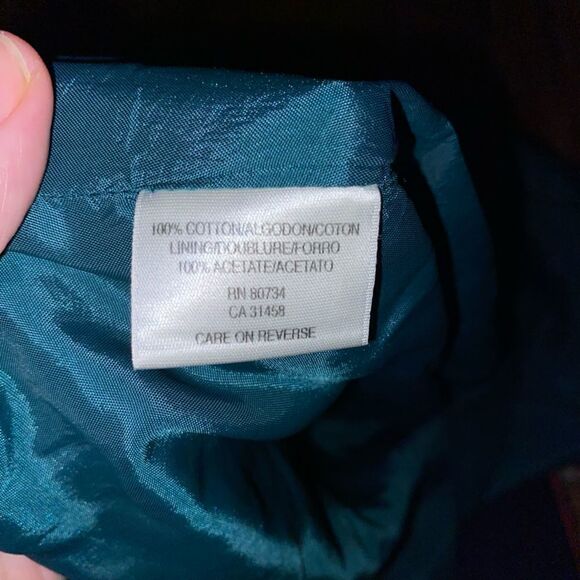 100% COTTON/ALGODON/COTON
LINING/DOUBLURE/FORRO
100% ACETATE/ACETATO
RN 80734
CA 31458
CARE ON REVERSE